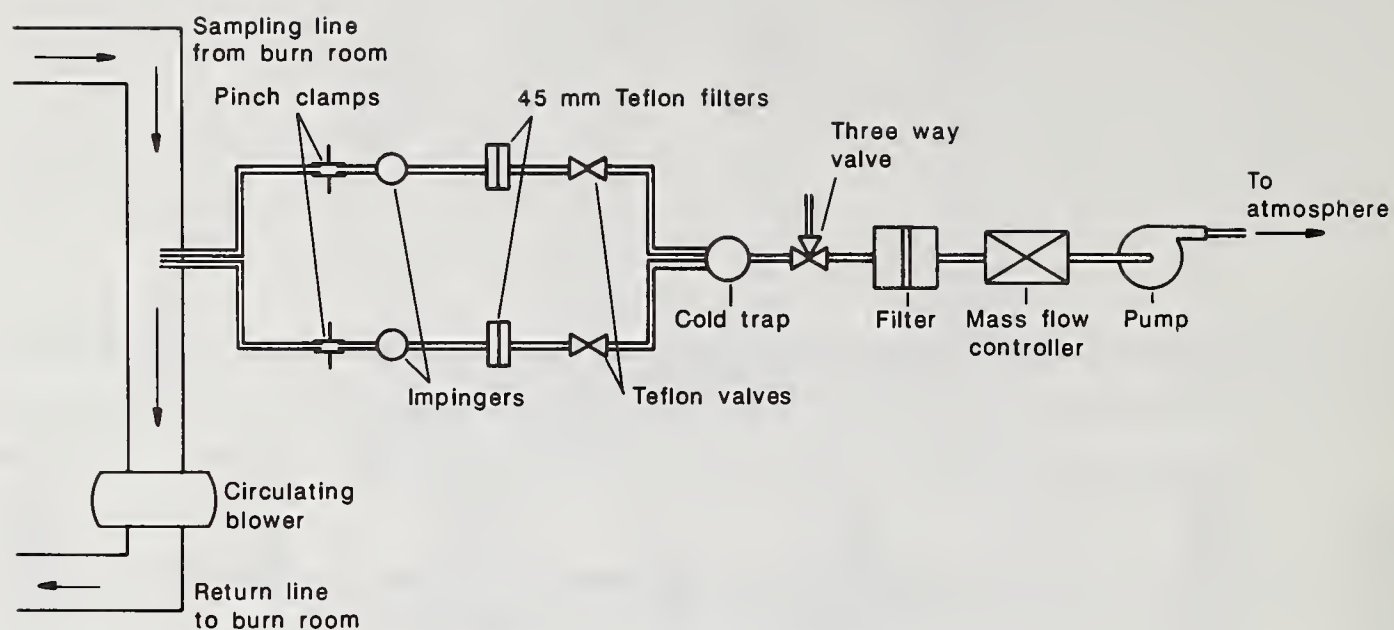 Sampling line
from burn room
Pinch clamps
45 mm Teflon filters
Three way
valve
To
atmosphere
Cold trap
Filter
Mass flow
controller
Pump
Impingers
Teflon valves
Circulating
blower
Return line
to burn room